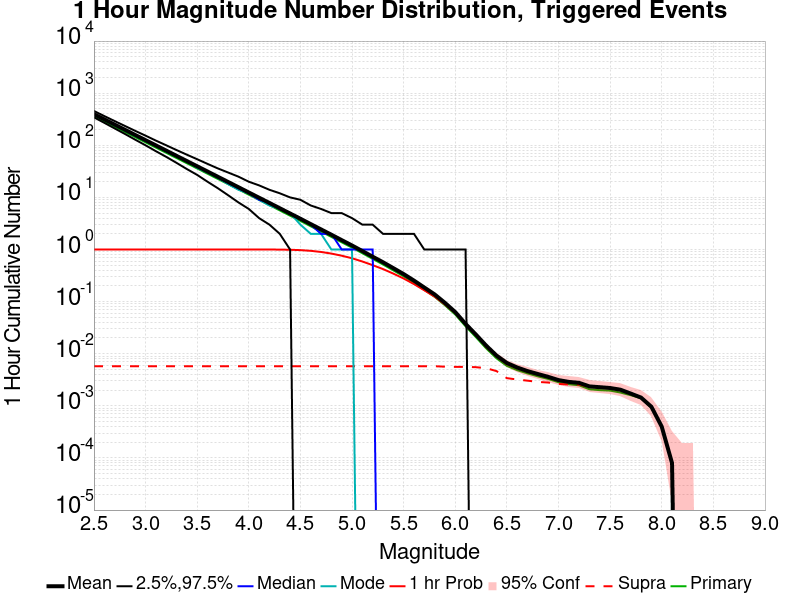 1 Hour Magnitude Number Distribution, Triggered Events
10 4
10 3
10 2
10 1
10 0
10 -1
10 -2
10 -3
10 -4
10 -5
1 Hour Cumulative Number
2.5 3.0 3.5 4.0 4.5 5.0 5.5 6.0 6.5 7.0 7.5 8.0 8.5 9.0
Magnitude
Mean 2.5%,97.5% Median Mode 1 hr Prob 95% Conf Supra Primary